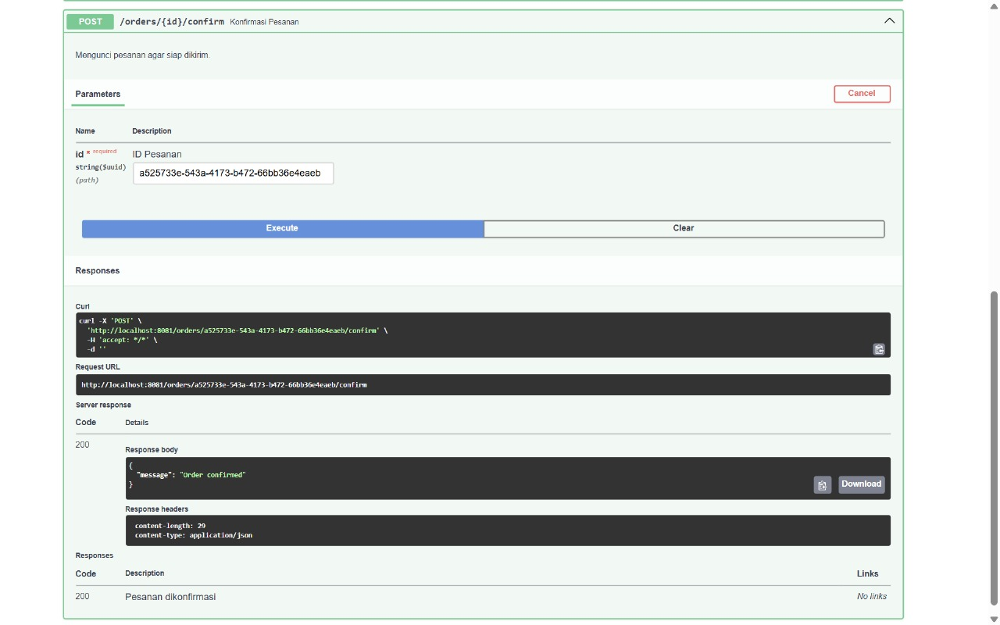 POST /orders/{id}/confirm Konfirmasi Pesanan
Mengunci pesanan agar siap dikirim.
Parameters Cancel
Name Description
id * required ID Pesanan
string($uuid) a525733e-543a-4173-b472-66bb36e4eaeb
(path)
Execute Clear
Responses
Curl
curl -X 'POST' \
'http://localhost:8081/orders/a525733e-543a-4173-b472-66bb36e4eaeb/confirm' \
-H 'accept: */*' \
-d ''
Request URL
http://localhost:8081/orders/a525733e-543a-4173-b472-66bb36e4eaeb/confirm
Server response
Code Details
200
Response body
{
"message": "Order confirmed"
}
Download
Response headers
content-length: 29
content-type: application/json
Responses
Code Description Links
200 Pesanan dikonfirmasi No links